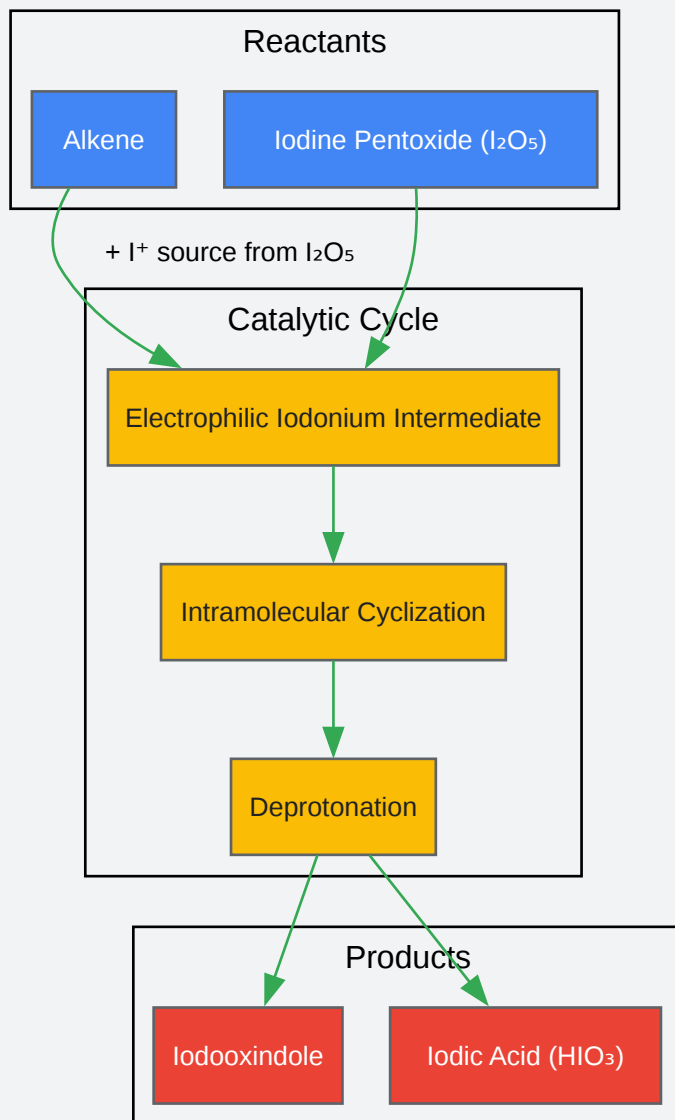 Reactants
Alkene
Iodine Pentoxide (I₂O₅)
+ I⁺ source from I₂O₅
Catalytic Cycle
Electrophilic Iodonium Intermediate
Intramolecular Cyclization
Deprotonation
Products
Iodooxindole
Iodic Acid (HIO₃)